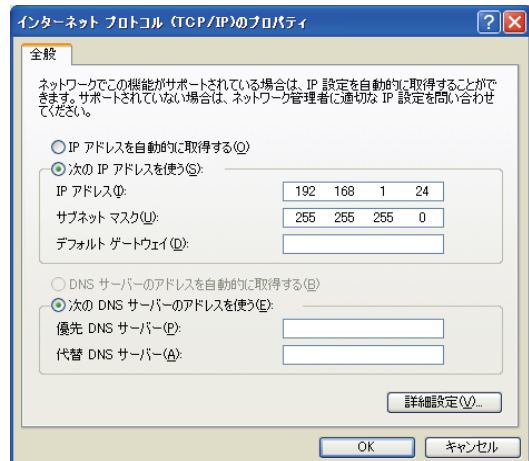 インターネット プロトコル (TCP/IP)のプロパティ
全般
ネットワークでこの機能がサポートされている場合は、IP 設定を自動的に取得することがで
きます。サポートされていない場合は、ネットワーク管理者に適切な IP 設定を問い合わせ
てください。
IP アドレスを自動的に取得する(O)
次の IP アドレスを使う(S):
IP アドレス(I): 192 168 1 24
サブネット マスク(U): 255 255 255 0
デフォルト ゲートウェイ(D):
DNS サーバーのアドレスを自動的に取得する(B)
次の DNS サーバーのアドレスを使う(E):
優先 DNS サーバー(P):
代替 DNS サーバー(A):
詳細設定(V)...
OK キャンセル